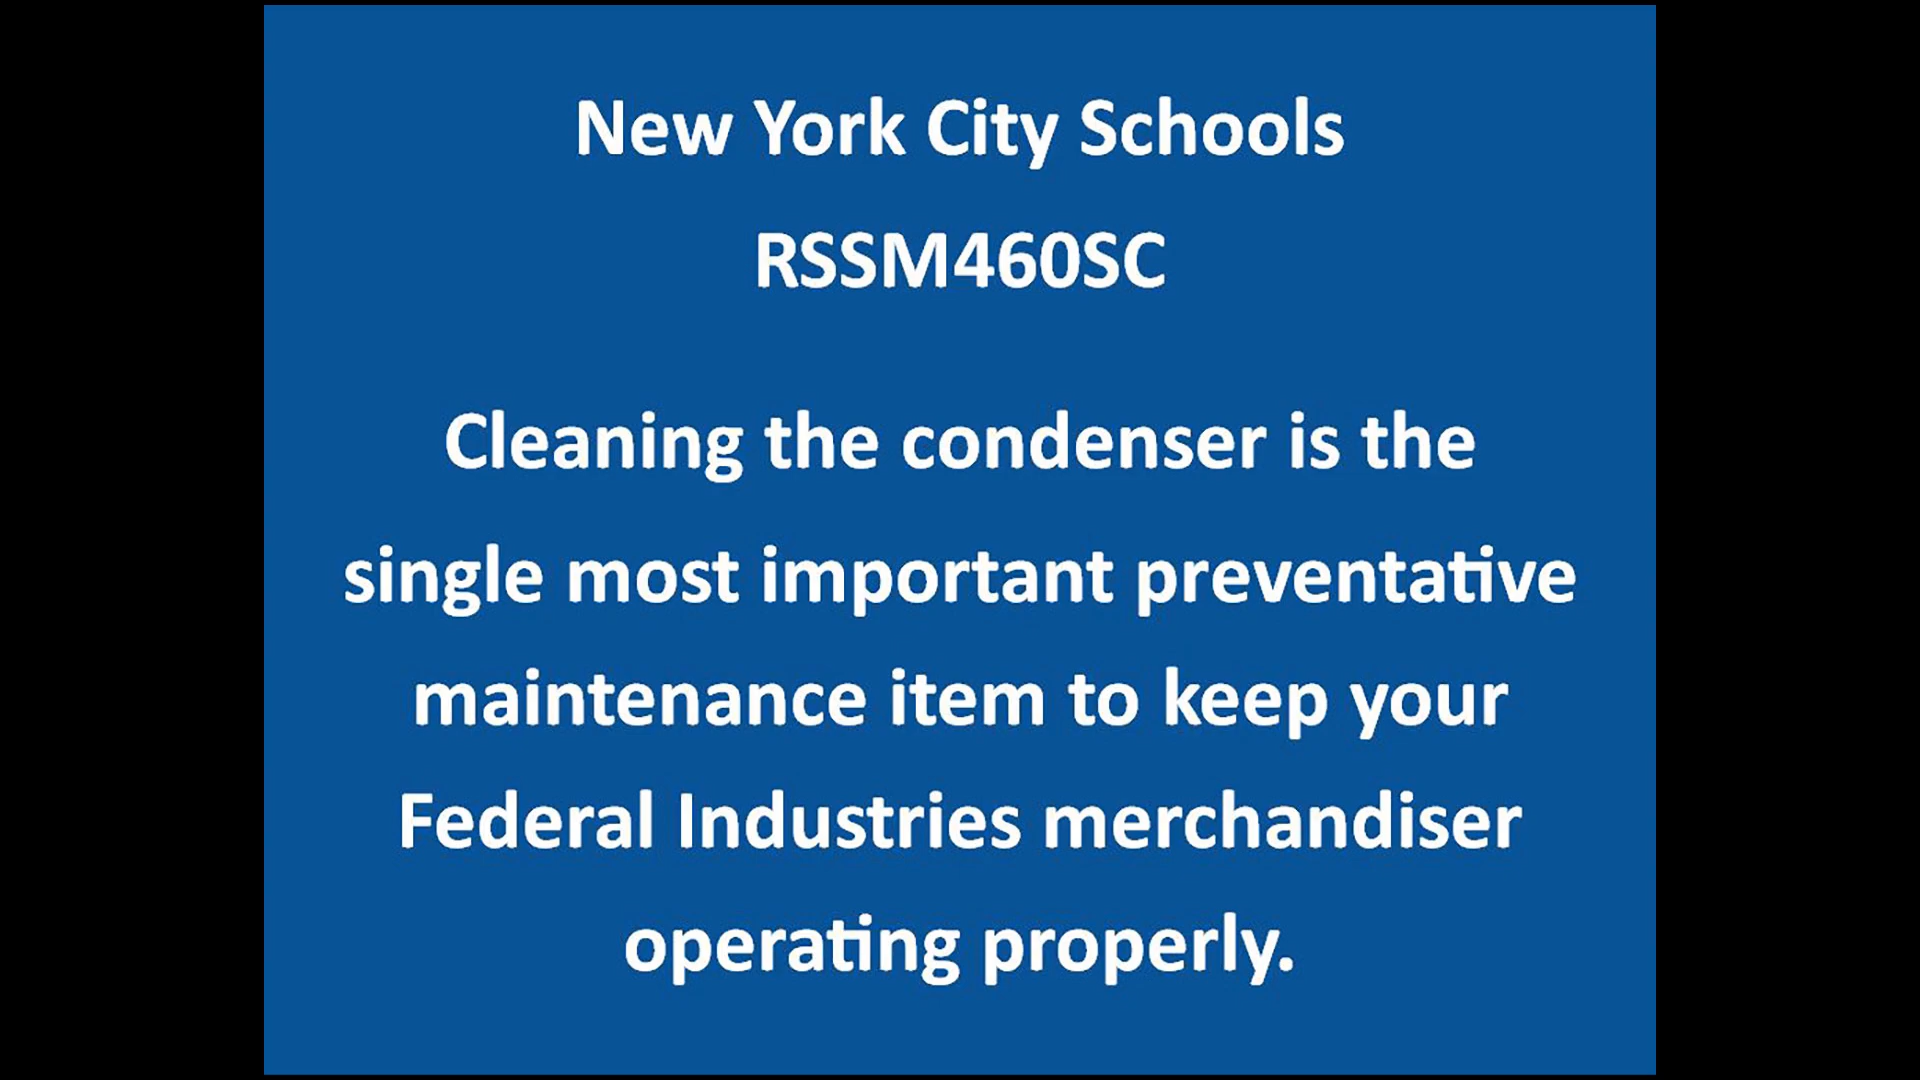 New York City Schools
RSSM460SC
Cleaning the condenser is the
single most important preventative
maintenance item to keep your
Federal Industries merchandiser
operating properly.